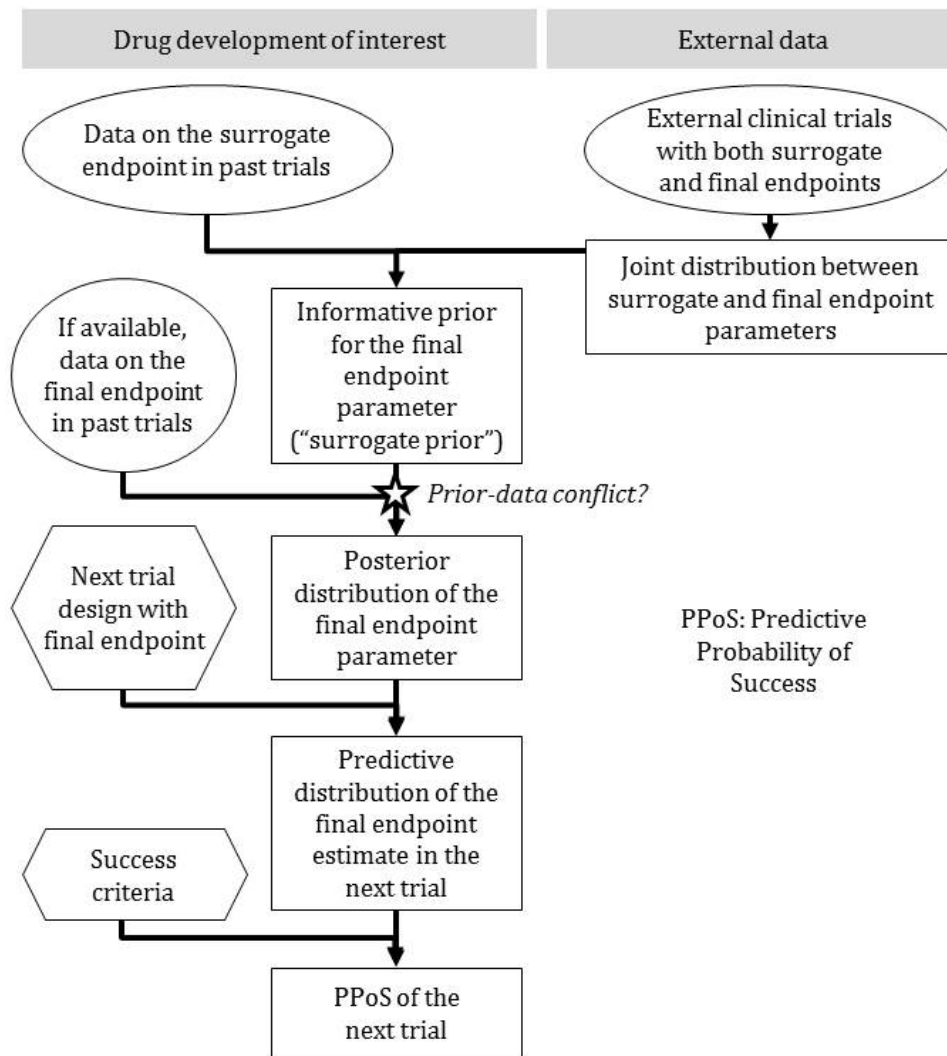 Drug development of interest
External data
Data on the surrogate
endpoint in past trials
External clinical trials
with both surrogate
and final endpoints
Joint distribution between
surrogate and final endpoint
parameters
Informative prior
for the final
endpoint
parameter
(“surrogate prior”)
If available,
data on the
final endpoint
in past trials
Prior-data conflict?
Posterior
distribution of the
final endpoint
parameter
Next trial
design with
final endpoint
PPoS: Predictive
Probability of
Success
Predictive
distribution of the
final endpoint
estimate in the
next trial
Success
criteria
PPoS of the
next trial